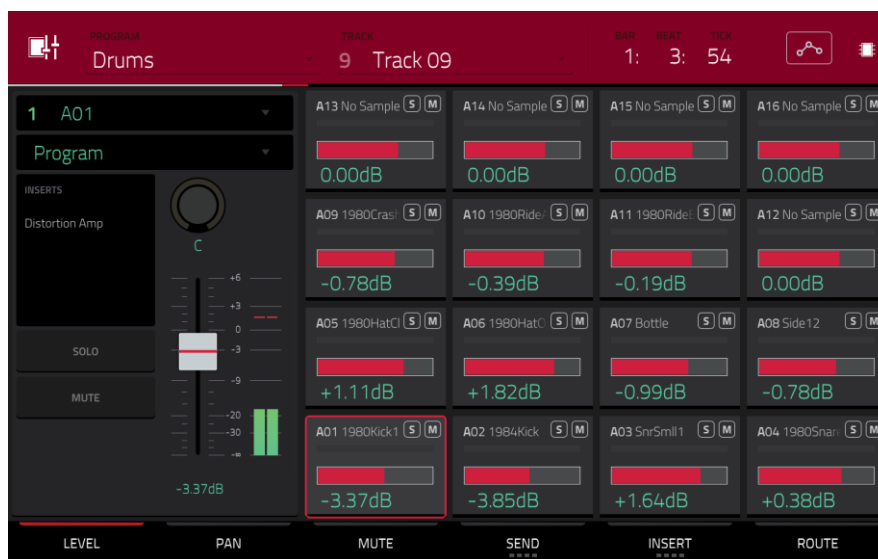 PROGRAM
Drums
TRACK
9 Track 09
BAR BEAT TICK
1: 3: 54
1 A01
Program
INSERTS
Distortion Amp
C
+6
+3
0
-3
-9
-20
-30
-∞
SOLO
MUTE
-3.37dB
A13 No Sample S M
0.00dB
A14 No Sample S M
0.00dB
A15 No Sample S M
0.00dB
A16 No Sample S M
0.00dB
A09 1980Cras S M
-0.78dB
A10 1980Ride S M
-0.39dB
A11 1980Ride S M
-0.19dB
A12 No Sample S M
0.00dB
A05 1980HatCl S M
+1.11dB
A06 1980Hat S M
+1.82dB
A07 Bottle S M
-0.99dB
A08 Side12 S M
-0.78dB
A01 1980Kick1 S M
-3.37dB
A02 1984Kick S M
-3.85dB
A03 SnrSmll1 S M
+1.64dB
A04 1980Snar S M
+0.38dB
LEVEL PAN MUTE SEND INSERT ROUTE